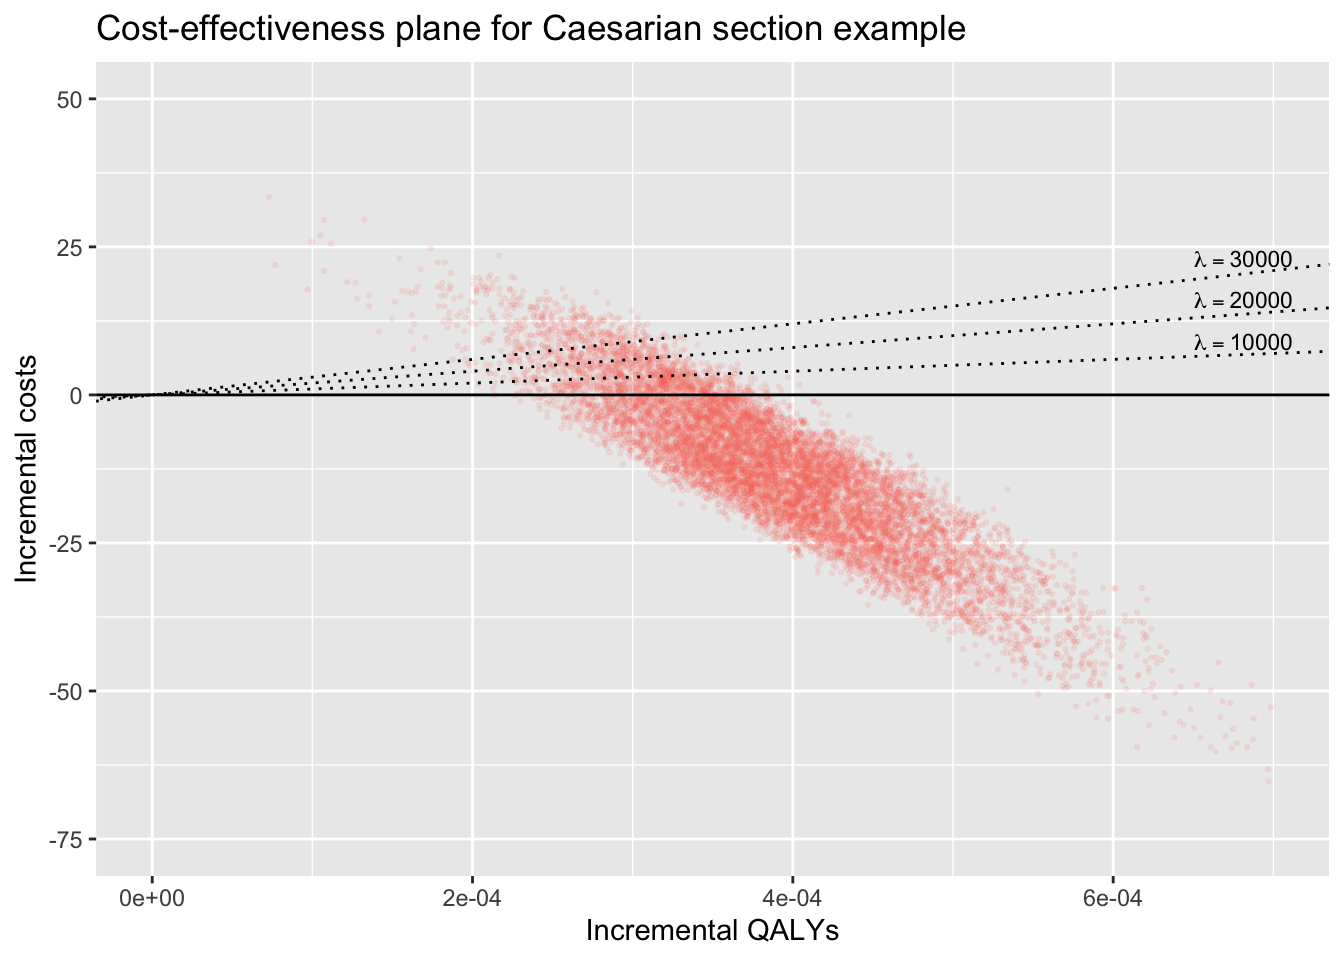 Cost-effectiveness plane for Caesarian section example
Incremental costs
50
25
0
-25
-50
-75
λ = 30000
λ = 20000
λ = 10000
0e+00 2e-04 4e-04 6e-04
Incremental QALYs